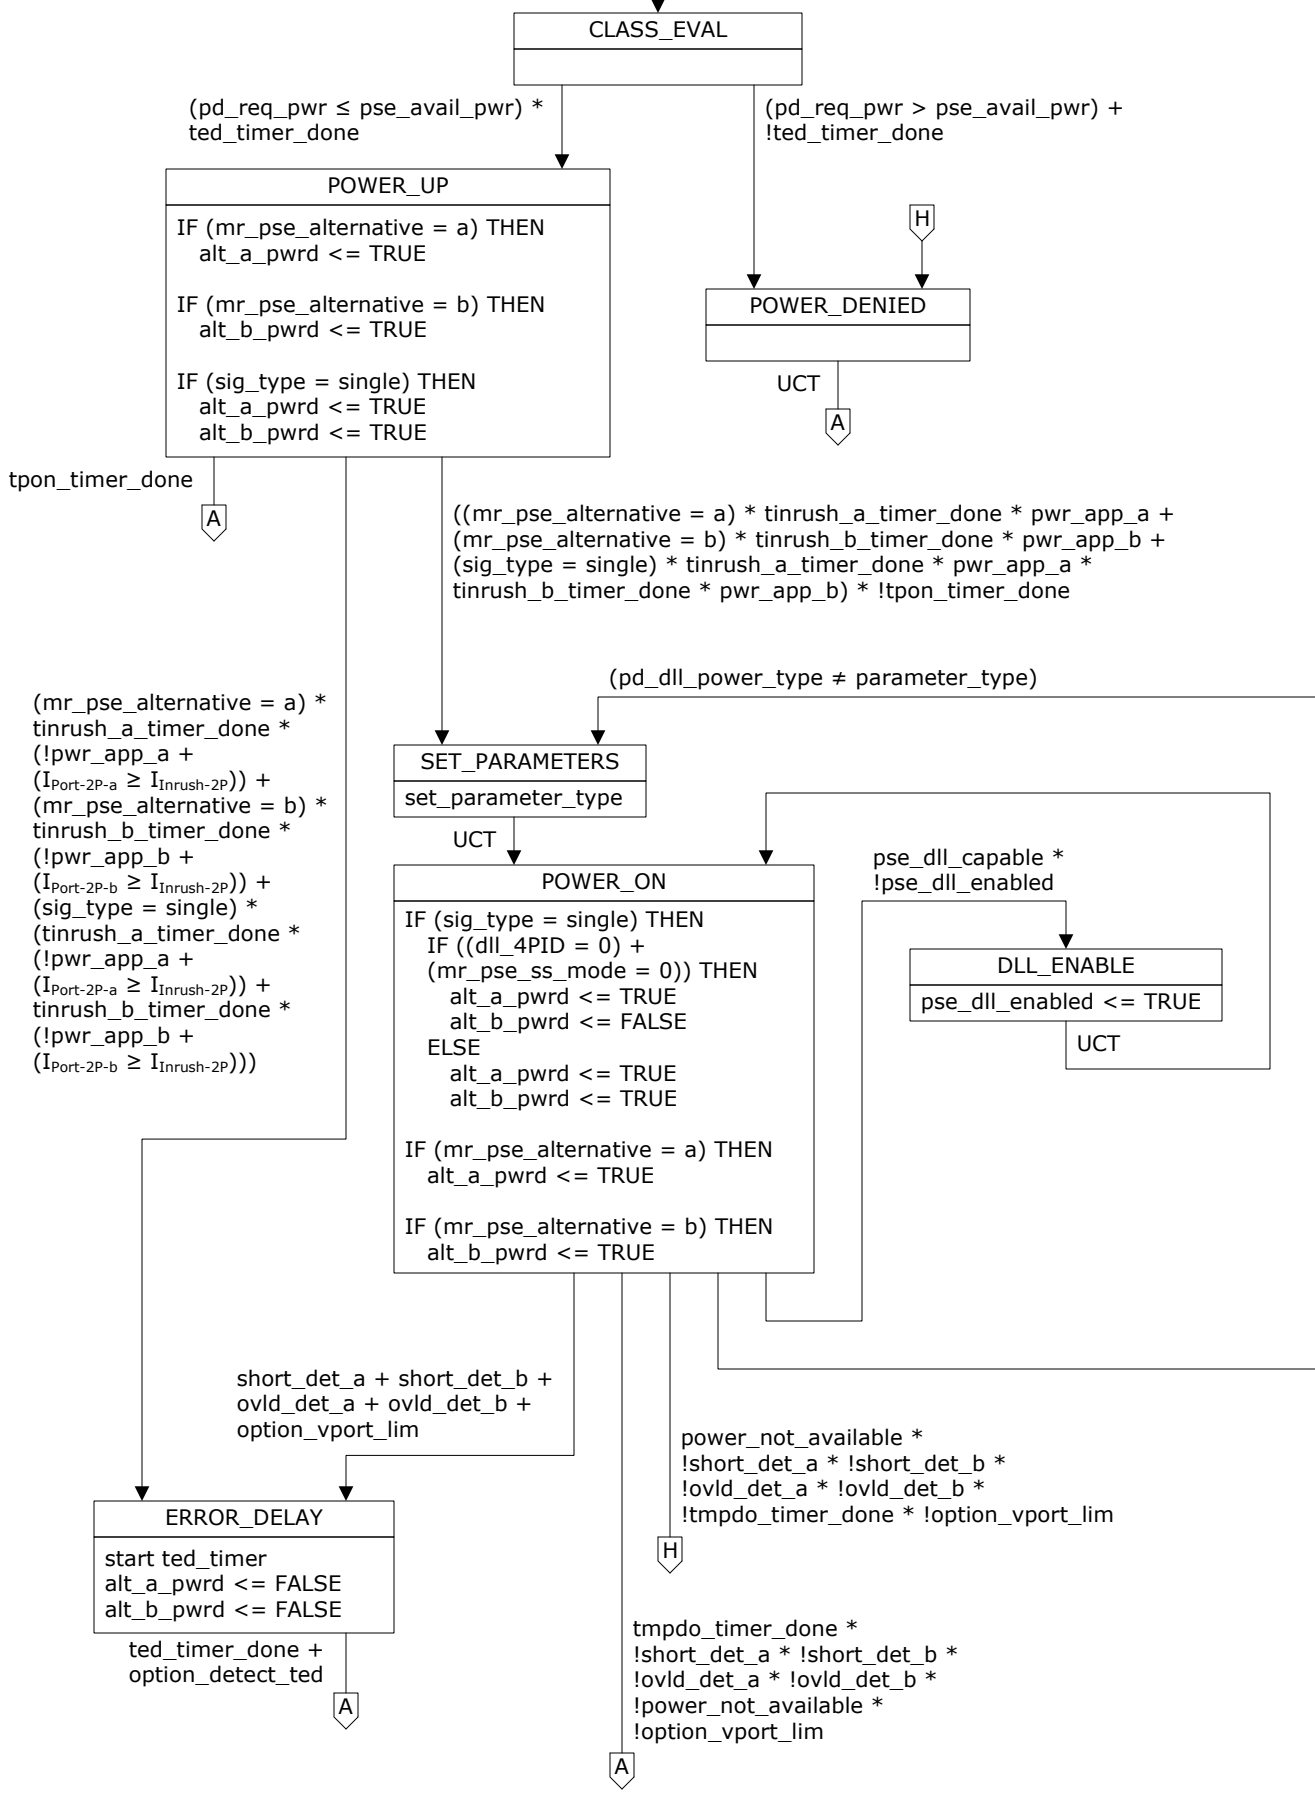 CLASS_EVAL
(pd_req_pwr ≤ pse_avail_pwr) *
ted_timer_done
(pd_req_pwr > pse_avail_pwr) +
!ted_timer_done
POWER_UP
IF (mr_pse_alternative = a) THEN
alt_a_pwrd <= TRUE
IF (mr_pse_alternative = b) THEN
alt_b_pwrd <= TRUE
IF (sig_type = single) THEN
alt_a_pwrd <= TRUE
alt_b_pwrd <= TRUE
H
POWER_DENIED
UCT
A
tpon_timer_done
A
((mr_pse_alternative = a) * tinrush_a_timer_done * pwr_app_a +
(mr_pse_alternative = b) * tinrush_b_timer_done * pwr_app_b +
(sig_type = single) * tinrush_a_timer_done * pwr_app_a *
tinrush_b_timer_done * pwr_app_b) * !tpon_timer_done
(pd_dll_power_type ≠ parameter_type)
(mr_pse_alternative = a) *
tinrush_a_timer_done *
(!pwr_app_a +
(IPort-2P-a ≥ IInrush-2P)) +
(mr_pse_alternative = b) *
tinrush_b_timer_done *
(!pwr_app_b +
(IPort-2P-b ≥ IInrush-2P)) +
(sig_type = single) *
(tinrush_a_timer_done *
(!pwr_app_a +
(IPort-2P-a ≥ IInrush-2P)) +
tinrush_b_timer_done *
(!pwr_app_b +
(IPort-2P-b ≥ IInrush-2P)))
SET_PARAMETERS
set_parameter_type
UCT
POWER_ON
IF (sig_type = single) THEN
IF ((dll_4PID = 0) +
(mr_pse_ss_mode = 0)) THEN
alt_a_pwrd <= TRUE
alt_b_pwrd <= FALSE
ELSE
alt_a_pwrd <= TRUE
alt_b_pwrd <= TRUE
IF (mr_pse_alternative = a) THEN
alt_a_pwrd <= TRUE
IF (mr_pse_alternative = b) THEN
alt_b_pwrd <= TRUE
pse_dll_capable *
!pse_dll_enabled
DLL_ENABLE
pse_dll_enabled <= TRUE
UCT
short_det_a + short_det_b +
ovld_det_a + ovld_det_b +
option_vport_lim
power_not_available *
!short_det_a * !short_det_b *
!ovld_det_a * !ovld_det_b *
!tmpdo_timer_done * !option_vport_lim
H
ERROR_DELAY
start ted_timer
alt_a_pwrd <= FALSE
alt_b_pwrd <= FALSE
ted_timer_done +
option_detect_ted
A
tmpdo_timer_done *
!short_det_a * !short_det_b *
!ovld_det_a * !ovld_det_b *
!power_not_available *
!option_vport_lim
A